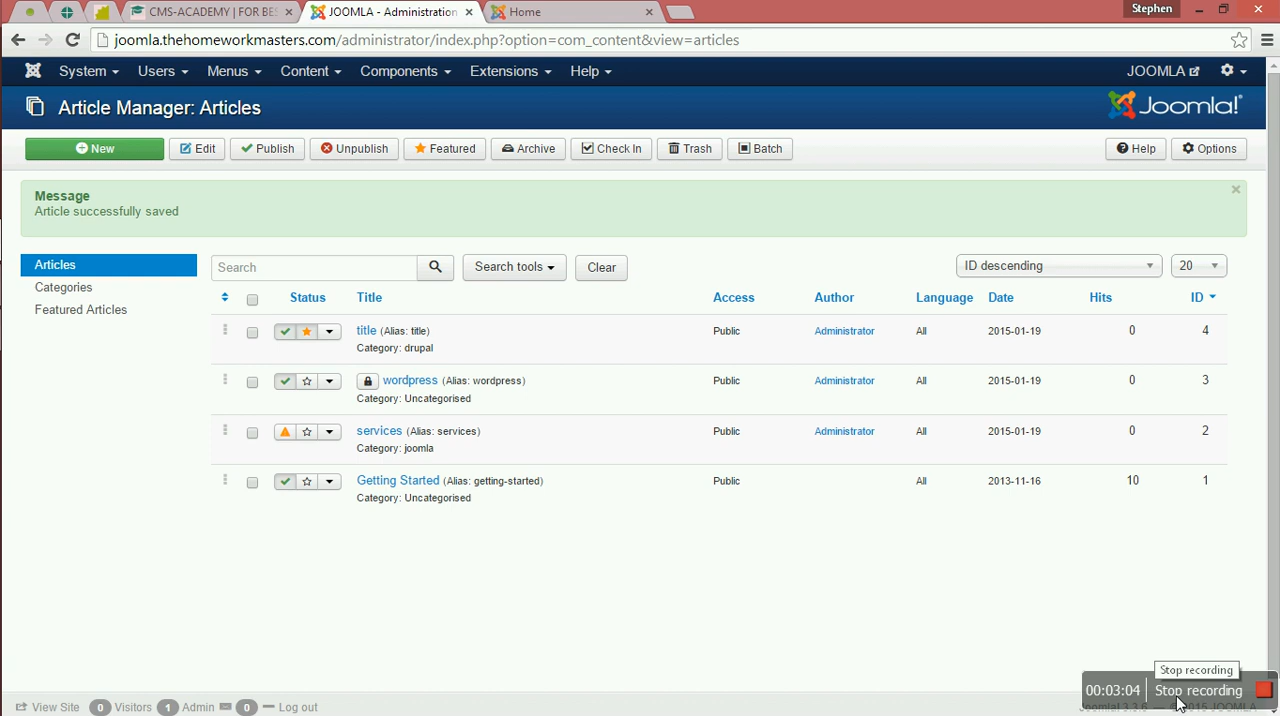 CMS-ACADEMY | FOR BES
JOOMLA - Administration
Home
Stephen
joomla.thehomeworkmasters.com/administrator/index.php?option=com_content&view=articles
System Users Menus Content Components Extensions Help JOOMLA
Article Manager: Articles Joomla!
New Edit Publish Unpublish Featured Archive Check In Trash Batch Help Options
Message
Article successfully saved
Articles
Categories
Featured Articles
Search Search tools Clear ID descending 20
Status Title Access Author Language Date Hits ID
title (Alias: title) Public Administrator All 2015-01-19 0 4
Category: drupal
wordpress (Alias: wordpress) Public Administrator All 2015-01-19 0 3
Category: Uncategorised
services (Alias: services) Public Administrator All 2015-01-19 0 2
Category: joomla
Getting Started (Alias: getting-started) Public All 2013-11-16 10 1
Category: Uncategorised
Stop recording
00:03:04 Stop recording
View Site 0 Visitors 1 Admin 0 Log out